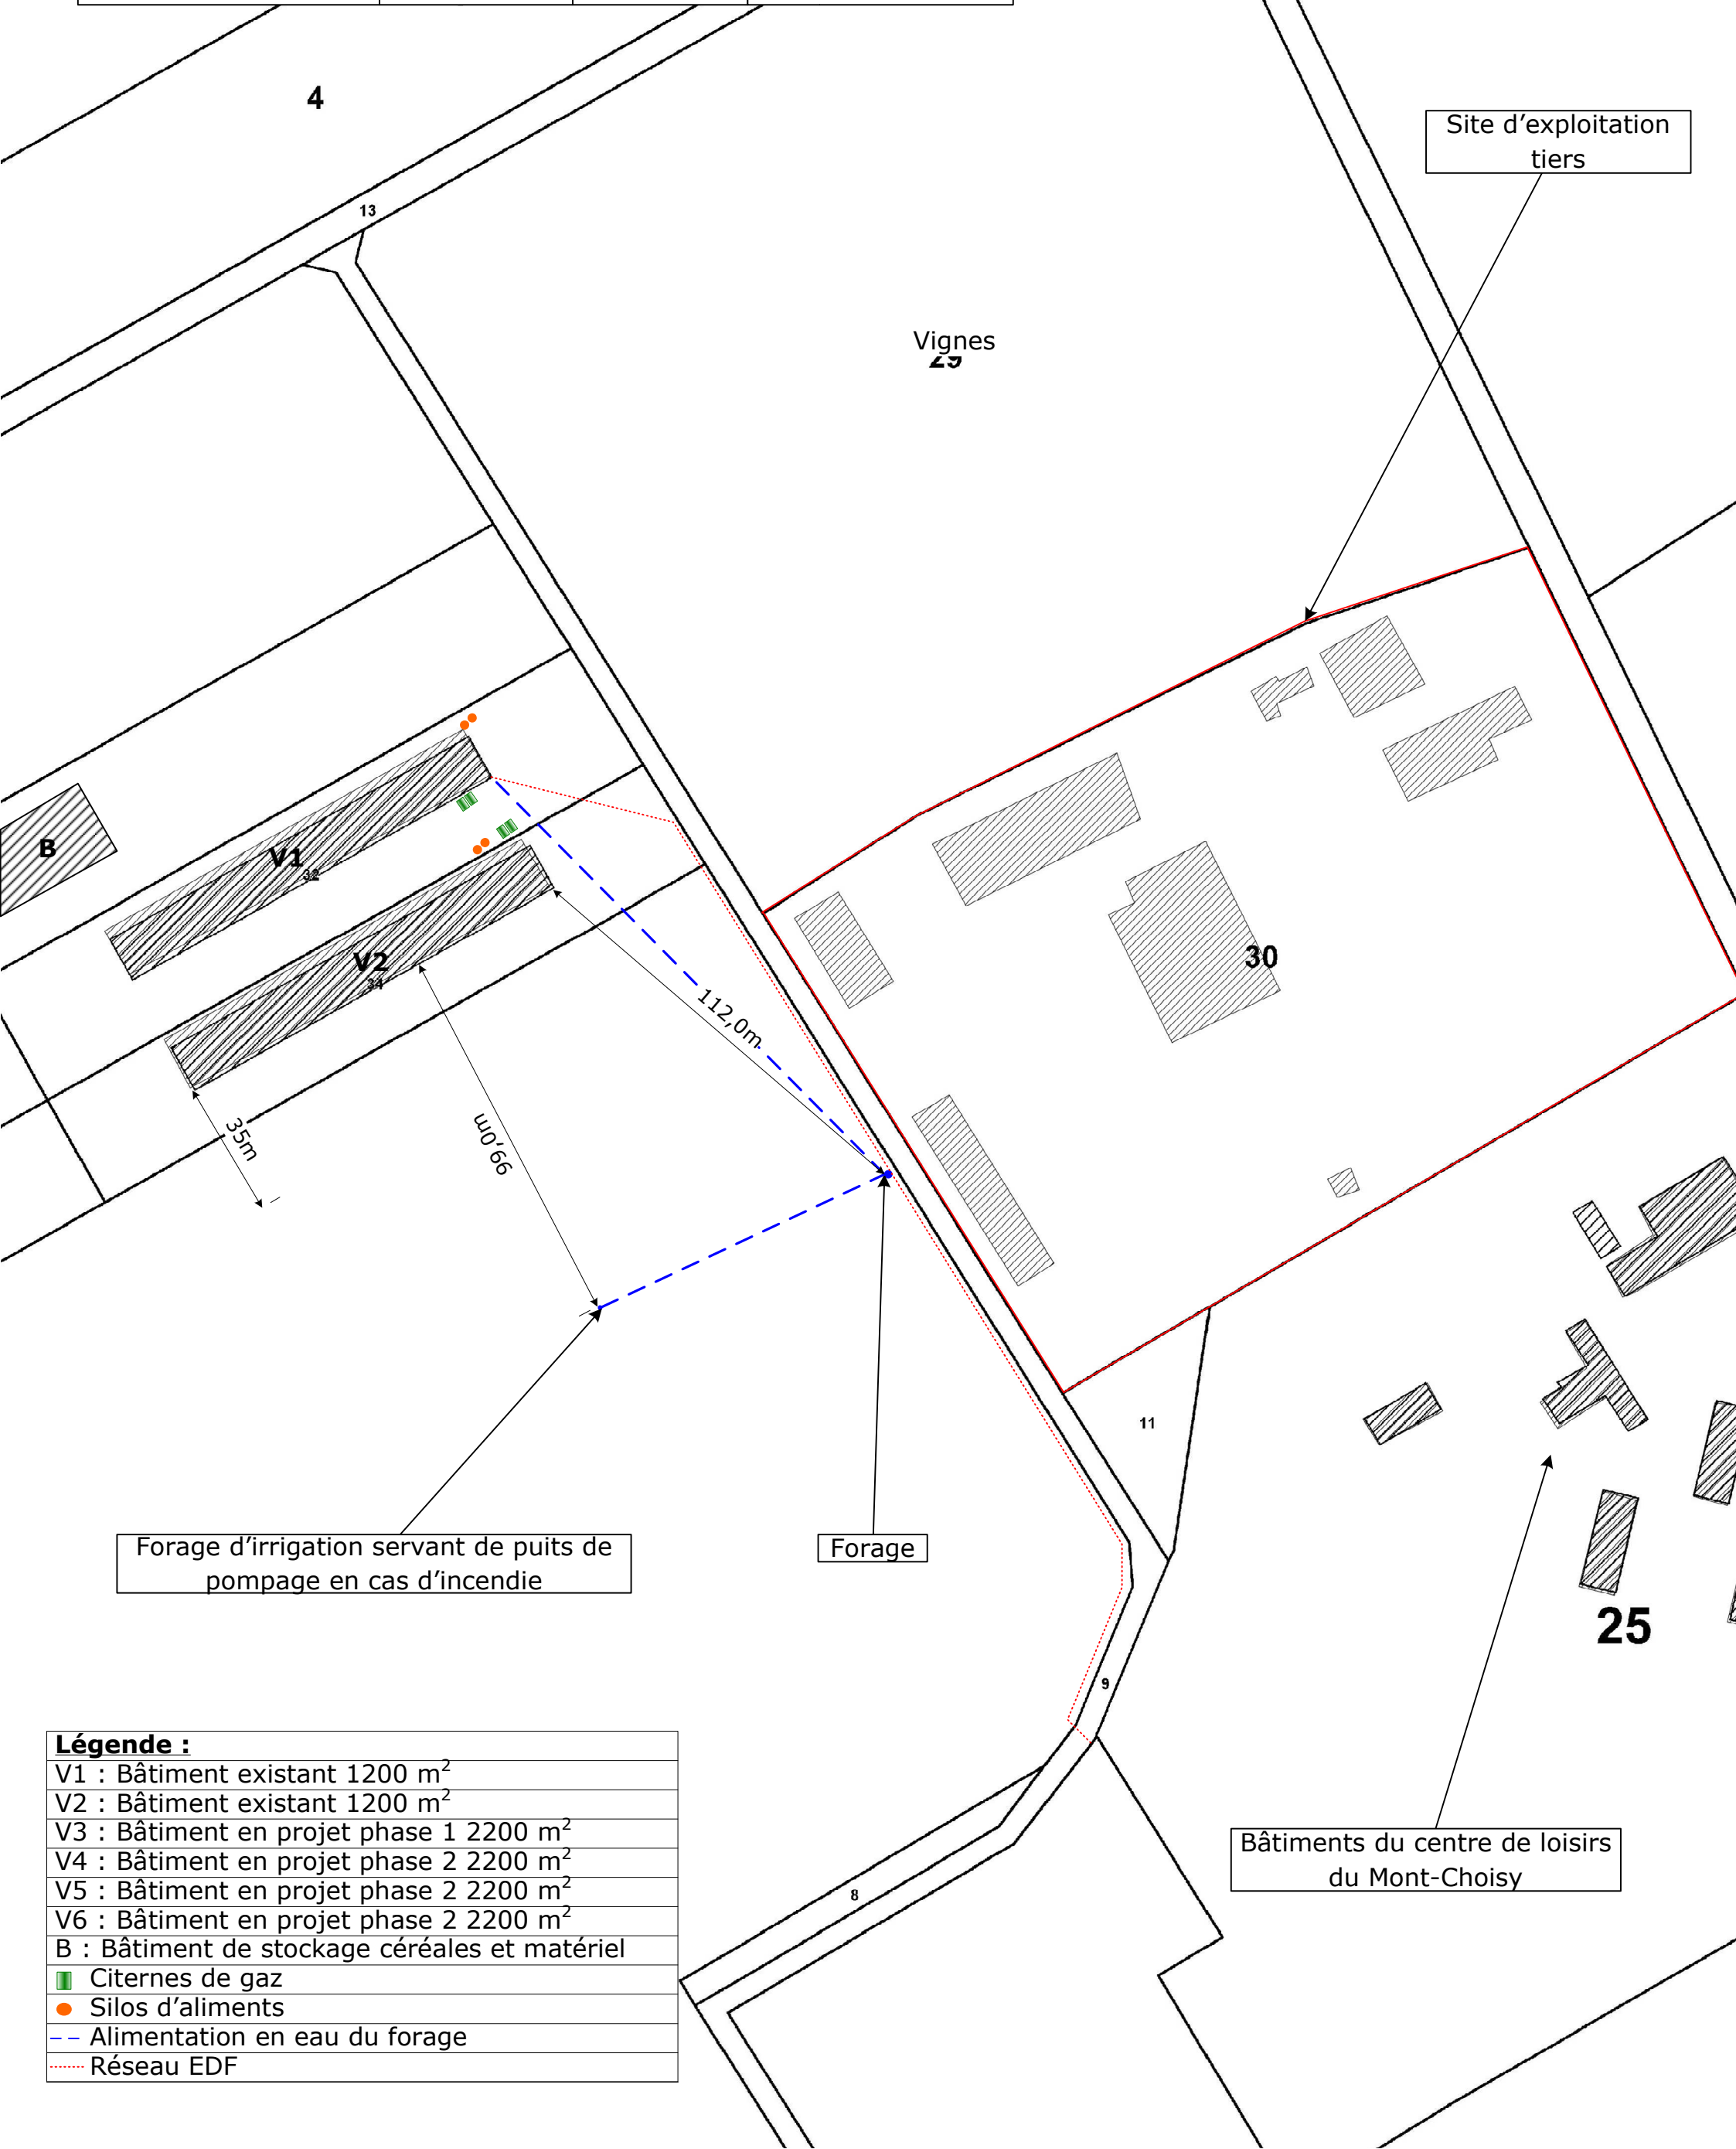 4
Site d'exploitation
tiers
13
Vignes
29
B
V1
32
V2
34
30
112,0m
35m
99,0m
11
Forage d'irrigation servant de puits de
pompage en cas d'incendie
Forage
25
9
Légende :
V1 : Bâtiment existant 1200 m²
V2 : Bâtiment existant 1200 m²
V3 : Bâtiment en projet phase 1 2200 m²
V4 : Bâtiment en projet phase 2 2200 m²
V5 : Bâtiment en projet phase 2 2200 m²
V6 : Bâtiment en projet phase 2 2200 m²
B : Bâtiment de stockage céréales et matériel
Citernes de gaz
Silos d'aliments
Alimentation en eau du forage
Réseau EDF
Bâtiments du centre de loisirs
du Mont-Choisy
8